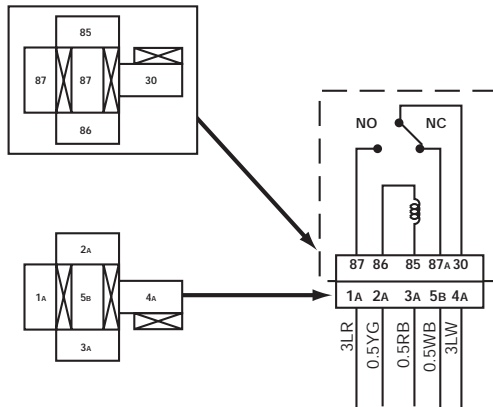 85
87 87 30
86
NO NC
87 86 85 87A 30
2A
1A 5B 4A
3A
1A 2A 3A 5B 4A
3LR 0.5YG 0.5RB 0.5WB 3LW